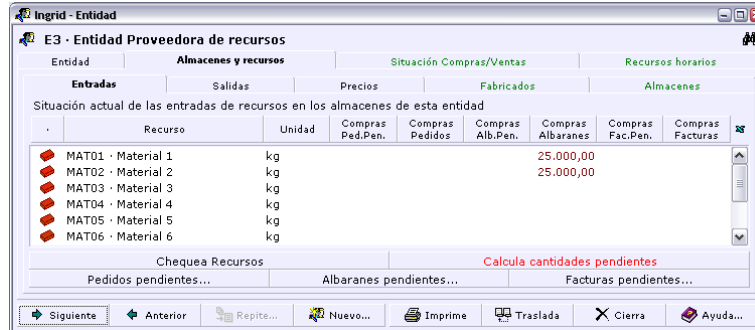 Ingrid - Entidad
E3 · Entidad Proveedora de recursos
Entidad Almacenes y recursos Situación Compras/Ventas Recursos horarios
Entradas Salidas Precios Fabricados Almacenes
Situación actual de las entradas de recursos en los almacenes de esta entidad
· Recurso Unidad Compras Ped.Pen. Compras Pedidos Compras Alb.Pen. Compras Albaranes Compras Fac.Pen. Compras Facturas
MAT01 · Material 1 kg 25.000,00
MAT02 · Material 2 kg 25.000,00
MAT03 · Material 3 kg
MAT04 · Material 4 kg
MAT05 · Material 5 kg
MAT06 · Material 6 kg
Chequea Recursos Calcula cantidades pendientes
Pedidos pendientes... Albaranes pendientes... Facturas pendientes...
Siguiente Anterior Repite... Nuevo... Imprime Traslada Cierra Ayuda...